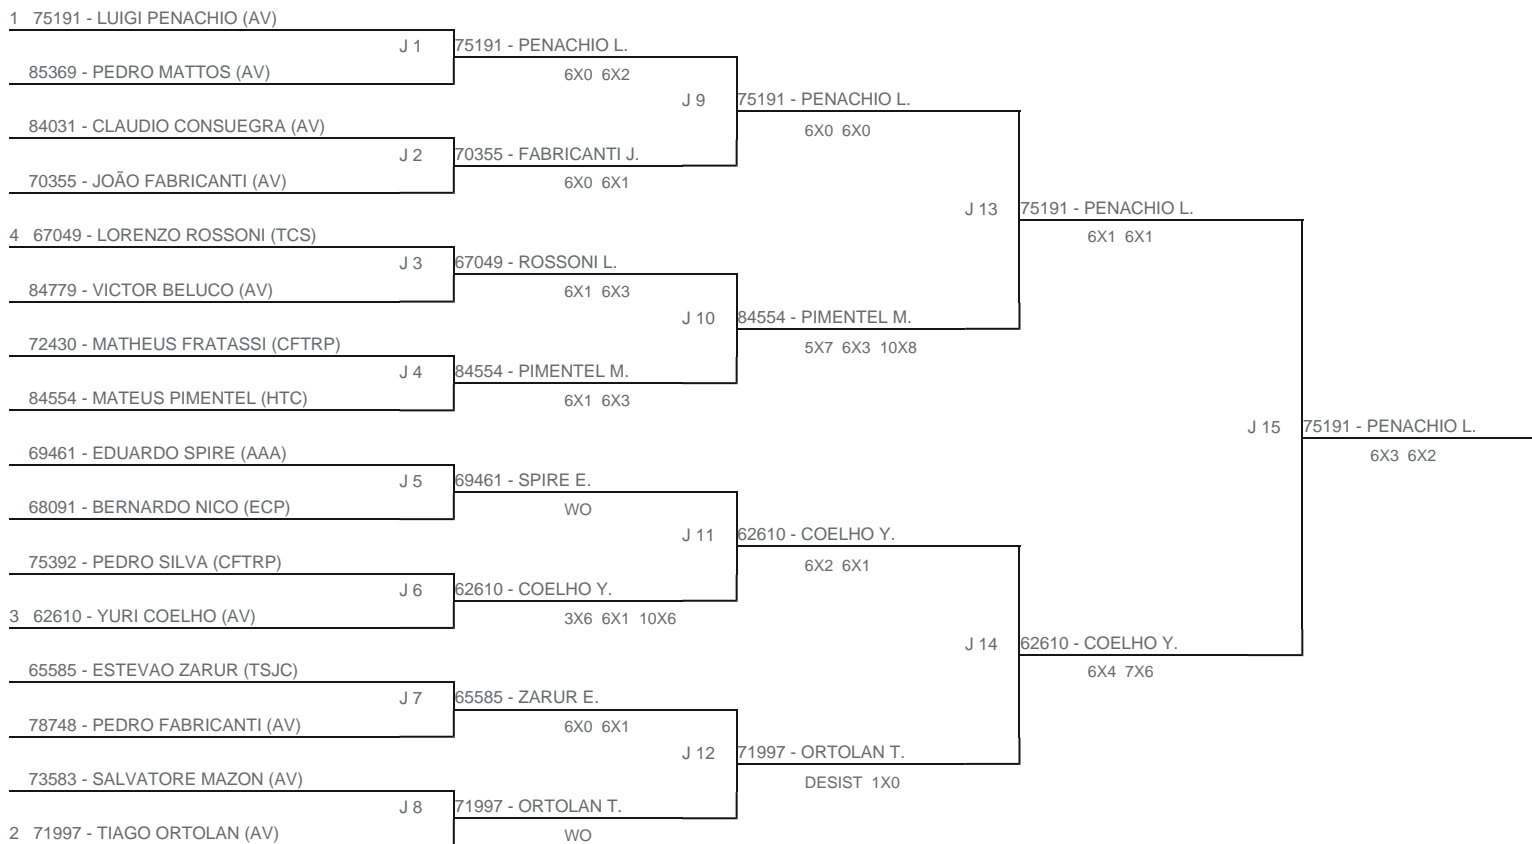 1 75191 - LUIGI PENACHIO (AV)
J 1
75191 - PENACHIO L.
85369 - PEDRO MATTOS (AV)
6X0 6X2
J 9
75191 - PENACHIO L.
84031 - CLAUDIO CONSUEGRA (AV)
6X0 6X0
J 2
70355 - FABRICANTI J.
70355 - JOÃO FABRICANTI (AV)
6X0 6X1
J 13
75191 - PENACHIO L.
4 67049 - LORENZO ROSSONI (TCS)
6X1 6X1
J 3
67049 - ROSSONI L.
84779 - VICTOR BELUCO (AV)
6X1 6X3
J 10
84554 - PIMENTEL M.
72430 - MATHEUS FRATASSI (CFTRP)
5X7 6X3 10X8
J 4
84554 - PIMENTEL M.
84554 - MATEUS PIMENTEL (HTC)
6X1 6X3
J 15
75191 - PENACHIO L.
69461 - EDUARDO SPIRE (AAA)
6X3 6X2
J 5
69461 - SPIRE E.
68091 - BERNARDO NICO (ECP)
WO
J 11
62610 - COELHO Y.
75392 - PEDRO SILVA (CFTRP)
6X2 6X1
J 6
62610 - COELHO Y.
3 62610 - YURI COELHO (AV)
3X6 6X1 10X6
J 14
62610 - COELHO Y.
65585 - ESTEVAO ZARUR (TSJC)
6X4 7X6
J 7
65585 - ZARUR E.
78748 - PEDRO FABRICANTI (AV)
6X0 6X1
J 12
71997 - ORTOLAN T.
73583 - SALVATORE MAZON (AV)
DESIST 1X0
J 8
71997 - ORTOLAN T.
2 71997 - TIAGO ORTOLAN (AV)
WO